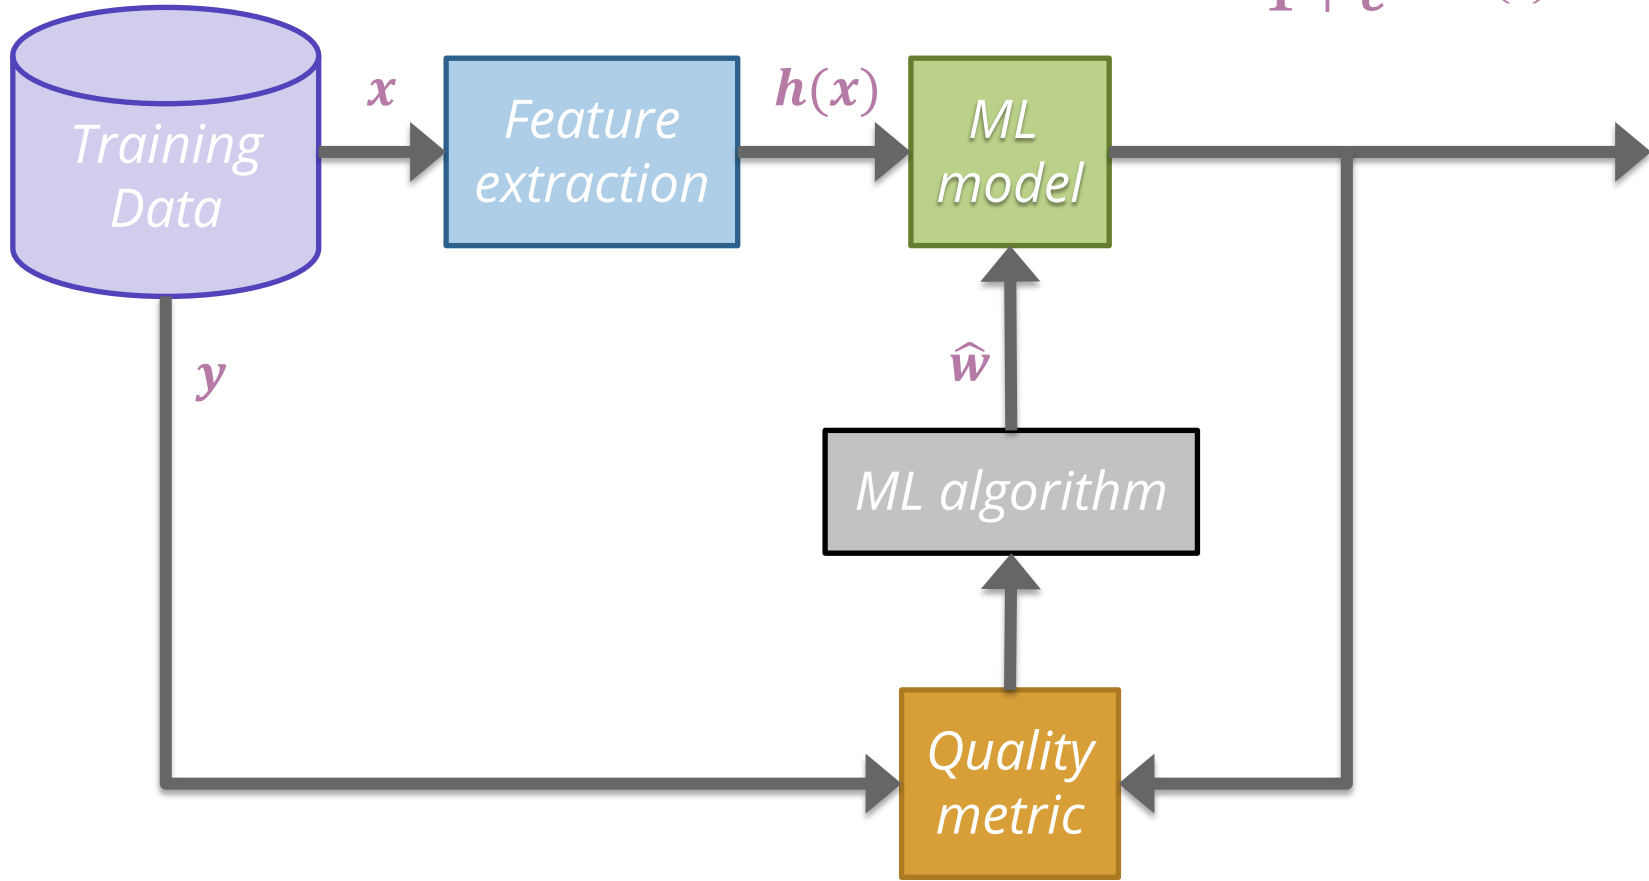 x
h(x)
Training
Data
Feature
extraction
ML
model
y
ŵ
ML algorithm
Quality
metric